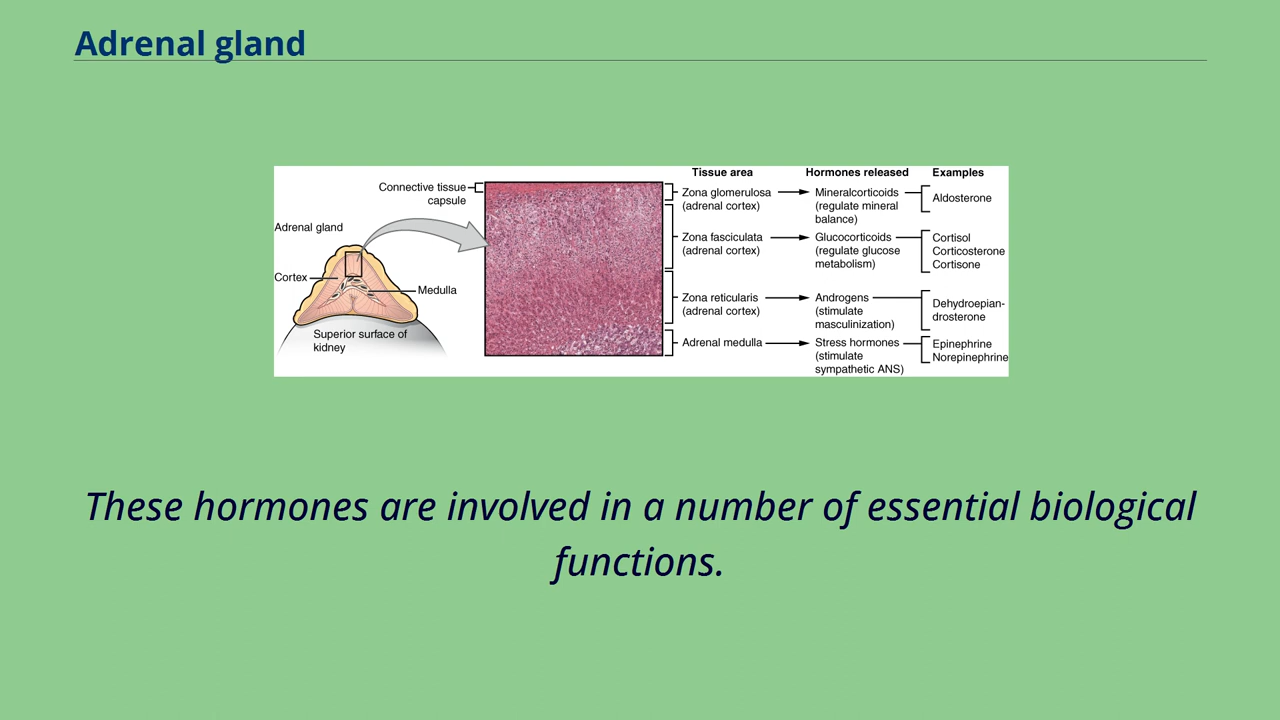 Adrenal gland
Connective tissue
capsule
Adrenal gland
Cortex
Medulla
Superior surface of
kidney
Tissue area
Hormones released
Examples
Zona glomerulosa
(adrenal cortex)
Mineralcorticoids
(regulate mineral
balance)
Aldosterone
Zona fasciculata
(adrenal cortex)
Glucocorticoids
(regulate glucose
metabolism)
Cortisol
Corticosterone
Cortisone
Zona reticularis
(adrenal cortex)
Androgens
(stimulate
masculinization)
Dehydroepian-
drosterone
Adrenal medulla
Stress hormones
(stimulate
sympathetic ANS)
Epinephrine
Norepinephrine
These hormones are involved in a number of essential biological
functions.